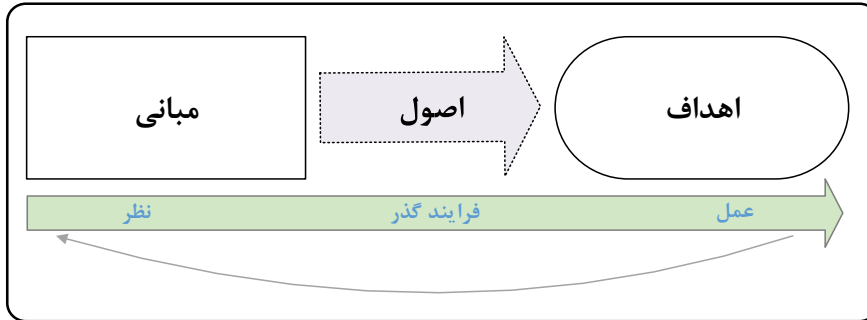 مبانی
اصول
اهداف
نظر
فرایند گذر
عمل